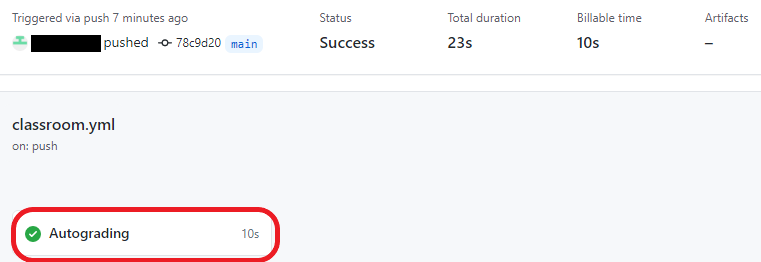 Triggered via push 7 minutes ago
pushed 78c9d20 main
Status
Success
Total duration
23s
Billable time
10s
Artifacts
–
classroom.yml
on: push
Autograding 10s